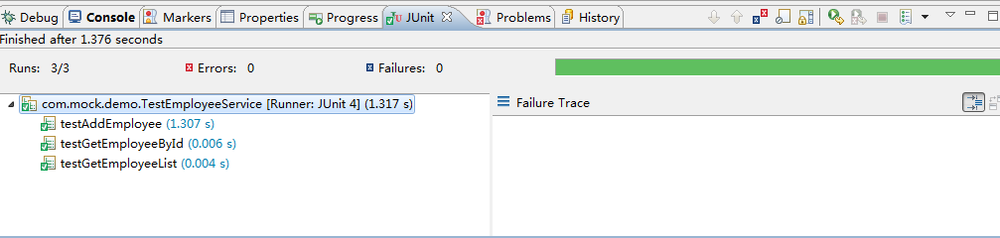 Debug Console Markers Properties Progress JUnit Problems History
Finished after 1.376 seconds
Runs: 3/3 Errors: 0 Failures: 0
com.mock.demo.TestEmployeeService [Runner: JUnit 4] (1.317 s)
Failure Trace
testAddEmployee (1.307 s)
testGetEmployeeById (0.006 s)
testGetEmployeeList (0.004 s)